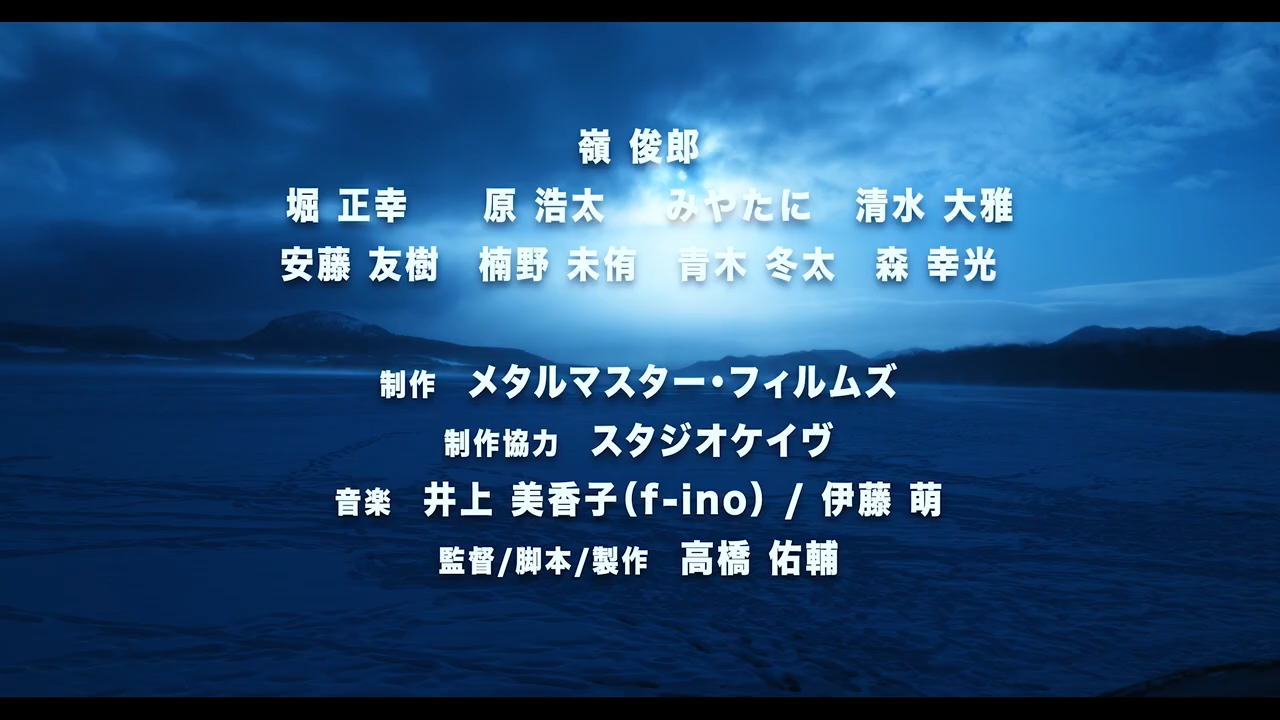 嶺 俊郎
堀 正幸 原 浩太 みやたに 清水 大雅
安藤 友樹 楠野 未侑 青木 冬太 森 幸光
制作 メタルマスター・フィルムズ
制作協力 スタジオケイヴ
音楽 井上 美香子(f-ino) / 伊藤 萌
監督/脚本/製作 高橋 佑輔